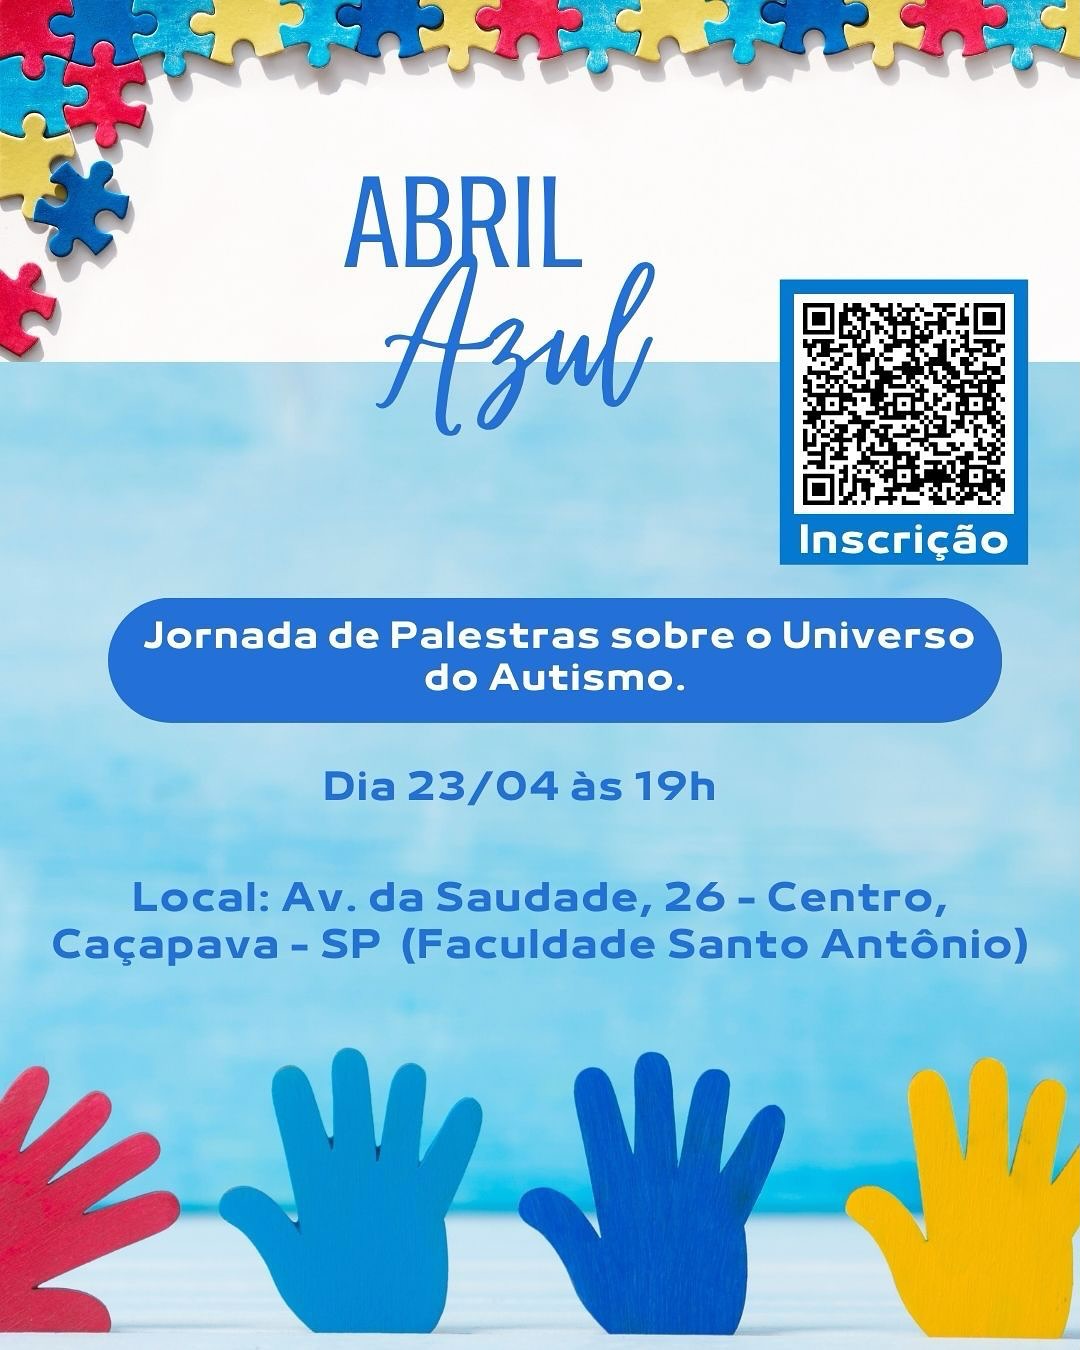 ABRIL
Azul
Inscrição
Jornada de Palestras sobre o Universo
do Autismo.
Dia 23/04 às 19h
Local: Av. da Saudade, 26 - Centro,
Caçapava - SP (Faculdade Santo Antônio)